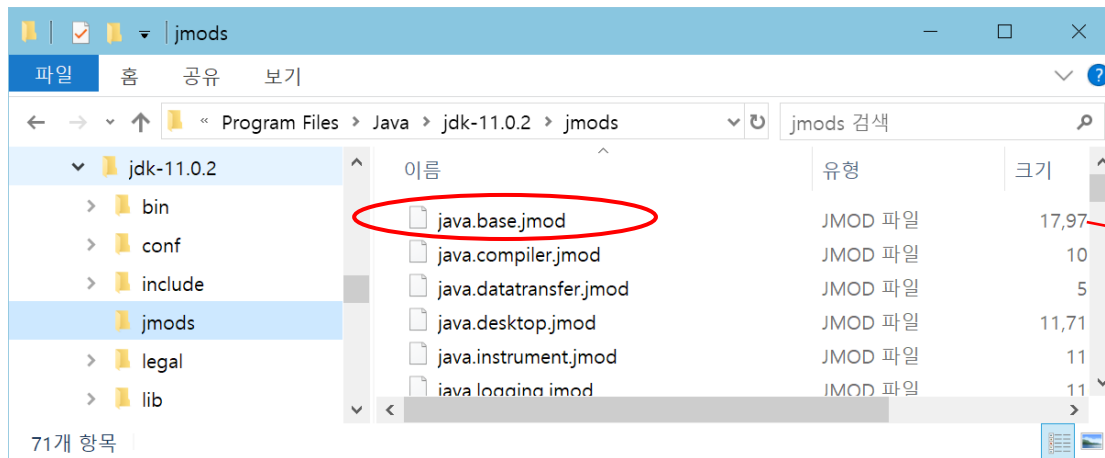 jmods
파일 홈 공유 보기
« Program Files > Java > jdk-11.0.2 > jmods
jmods 검색
jdk-11.0.2
bin
conf
include
jmods
legal
lib
이름 유형 크기
java.base.jmod JMOD 파일 17,97
java.compiler.jmod JMOD 파일 10
java.datatransfer.jmod JMOD 파일 5
java.desktop.jmod JMOD 파일 11,71
java.instrument.jmod JMOD 파일 11
java.logging.jmod JMOD 파일 11
71개 항목